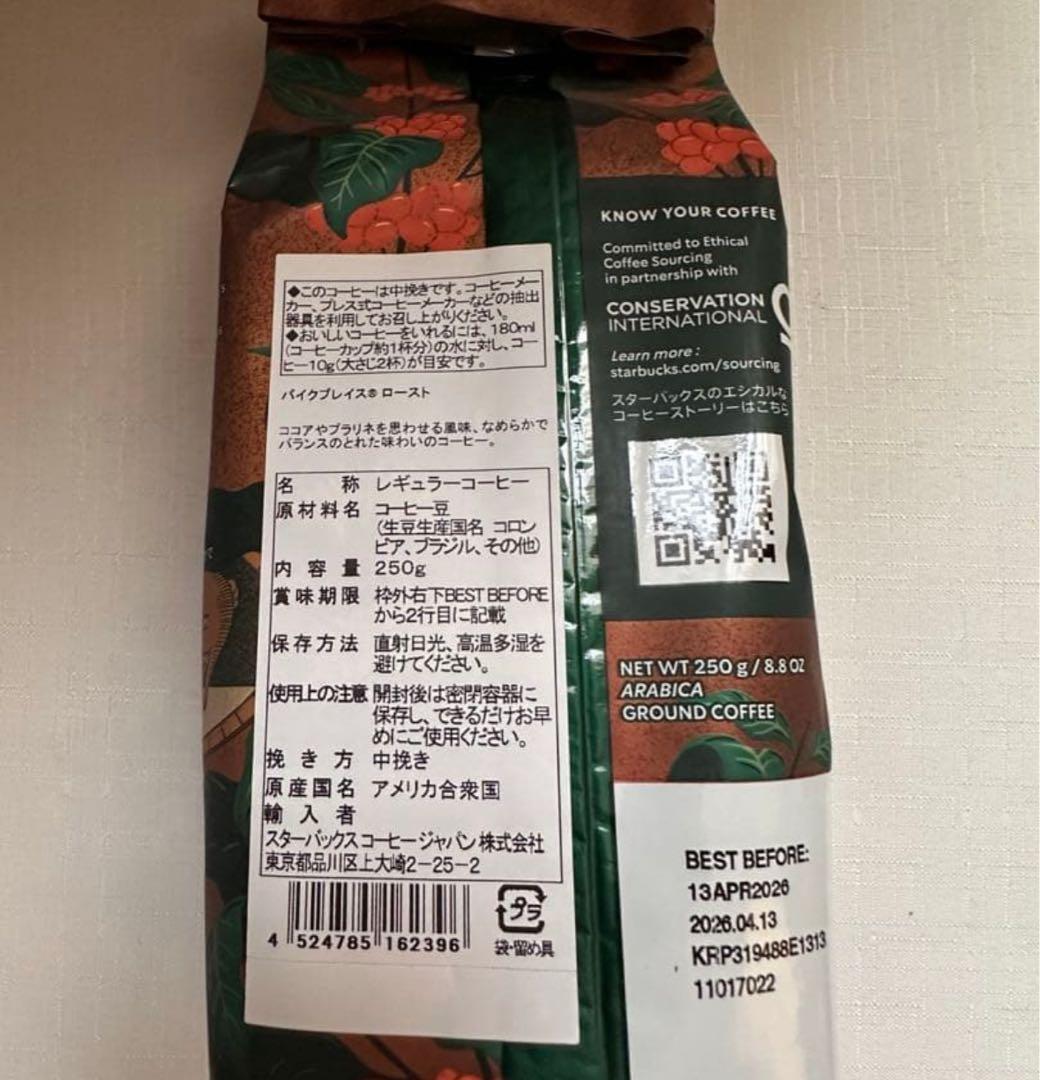 ◆このコーヒーは中挽きです。コーヒーメー
カー、プレス式コーヒーメーカーなどの抽出
器具を利用してお召し上がりください。
◆おいしいコーヒーをいれるには、180ml
(コーヒーカップ約1杯分)の水に対し、コー
ヒー10g(大さじ2杯)が目安です。
パイクプレイス® ロースト
ココアやプラリネを思わせる風味、なめらかで
バランスのとれた味わいのコーヒー。
名称 レギュラーコーヒー
原材料名 コーヒー豆
(生豆生産国名 コロン
ビア、ブラジル、その他)
内容量 250g
賞味期限 枠外右下BEST BEFORE
から2行目に記載
保存方法 直射日光、高温多湿を
避けてください。
使用上の注意 開封後は密閉容器に
保存し、できるだけお早
めにご使用ください。
挽き方 中挽き
原産国名 アメリカ合衆国
輸入者
スターバックス コーヒー ジャパン 株式会社
東京都品川区上大崎2-25-2
4 524785 162396
プラ
袋・留め具
KNOW YOUR COFFEE
Committed to Ethical
Coffee Sourcing
in partnership with
CONSERVATION
INTERNATIONAL
Learn more:
starbucks.com/sourcing
スターバックスのエシカルな
コーヒーストーリーはこちら
NET WT 250 g / 8.8 OZ
ARABICA
GROUND COFFEE
BEST BEFORE:
13APR2026
2026.04.13
KRP319488E1313
11017022